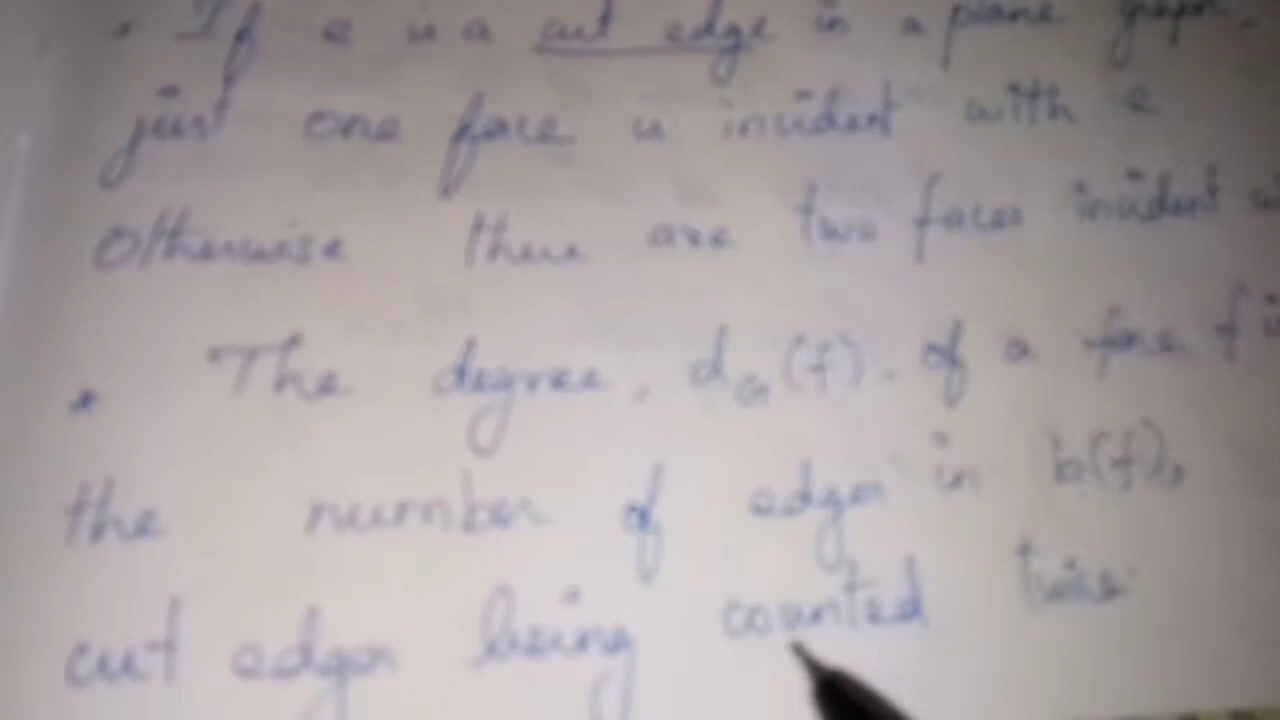 • If e is a cut edge in a plane graph,
just one face is incident with e
Otherwise there are two faces incident
* The degree, dG(f). of a face f is
the number of edges in b(f),
cut edges being counted twice